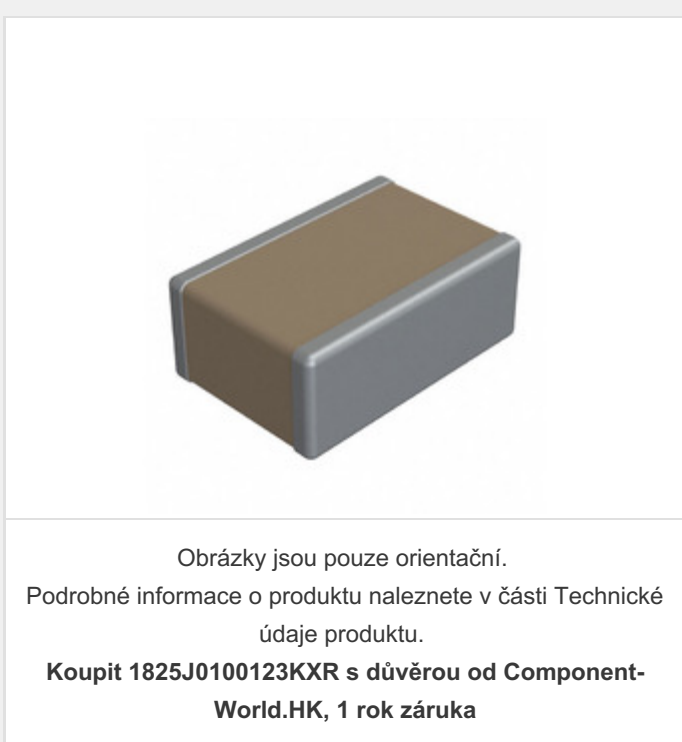 Obrázky jsou pouze orientační.
Podrobné informace o produktu naleznete v části Technické
údaje produktu.
Koupit 1825J0100123KXR s důvěrou od Component-
World.HK, 1 rok záruka